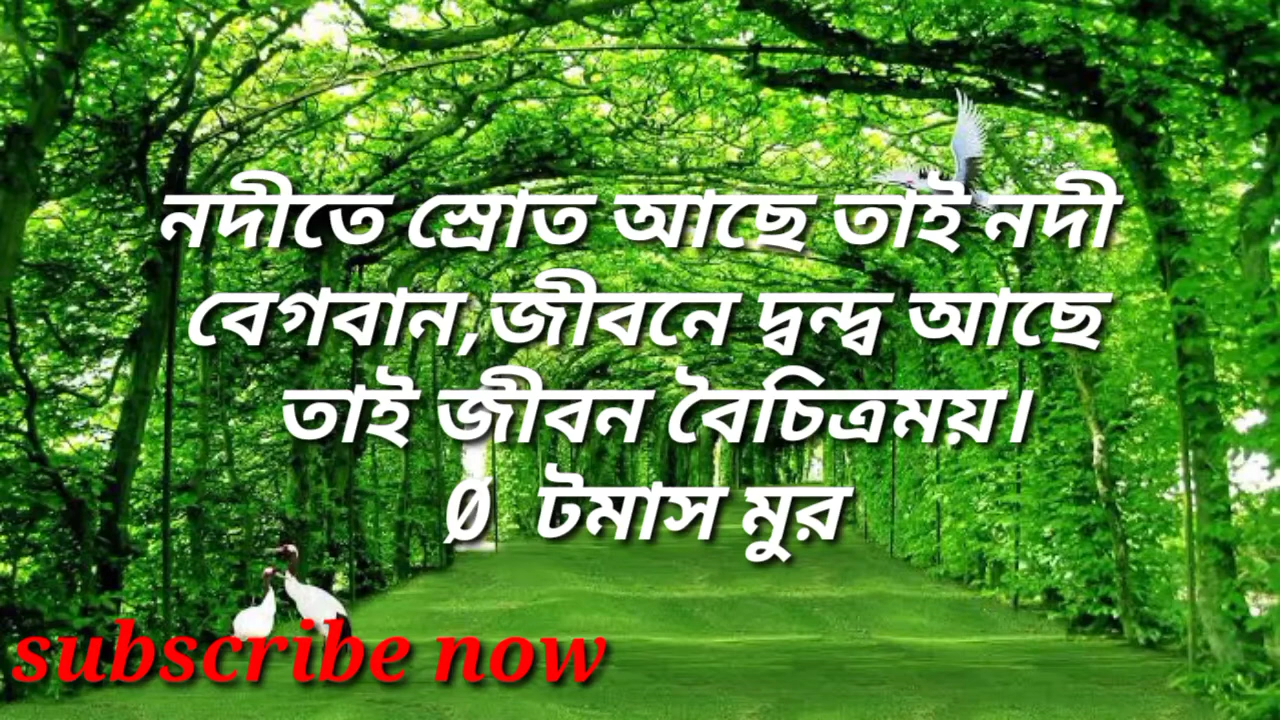 নদীতে স্রোত আছে তাই নদী
বেগবান,জীবনে দ্বন্দ্ব আছে
তাই জীবন বৈচিত্রময়।
Ø টমাস মুর
subscribe now